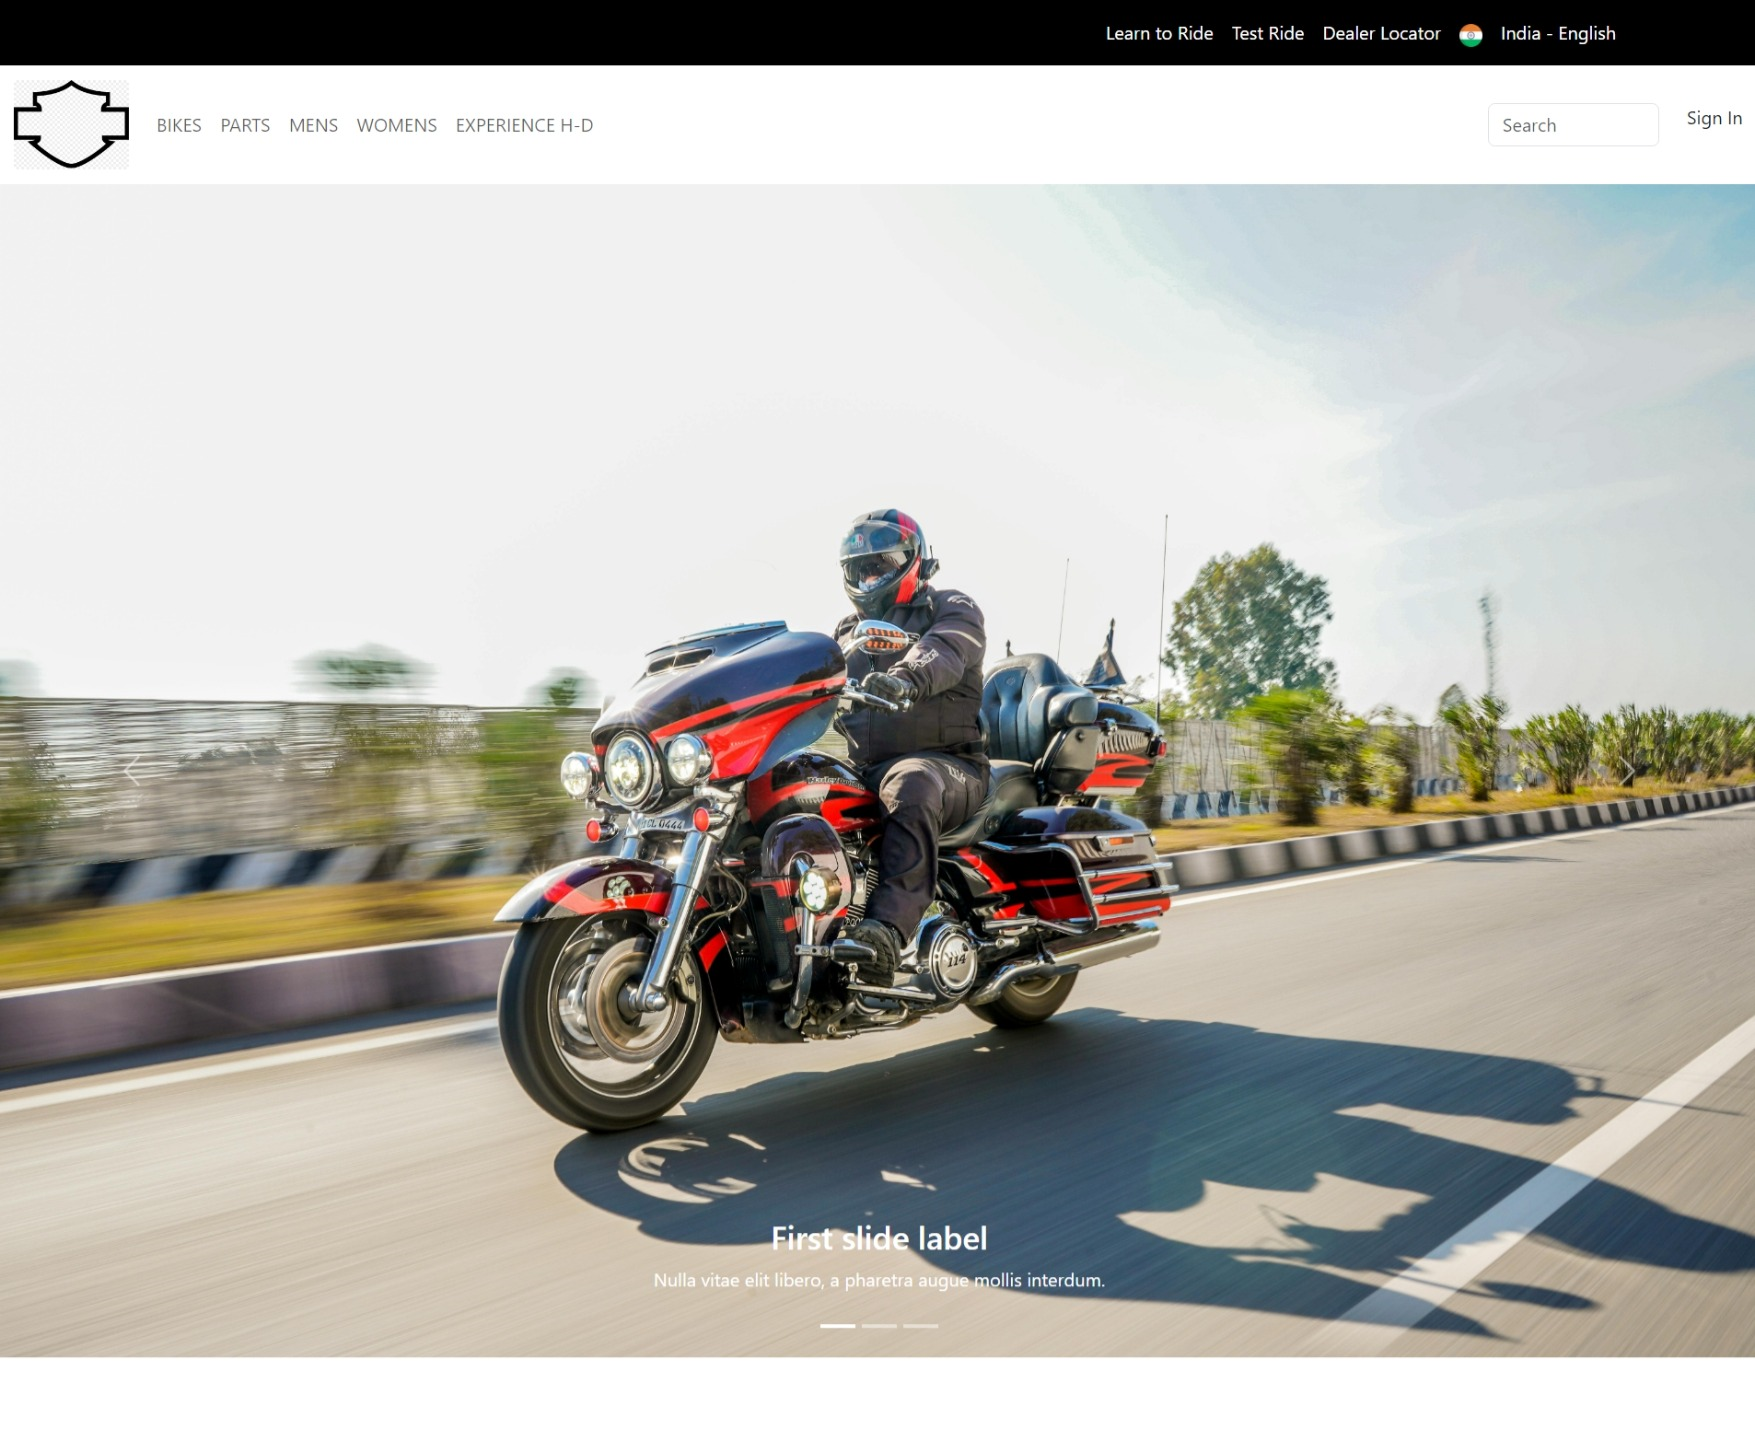 Learn to Ride Test Ride Dealer Locator India - English
BIKES PARTS MENS WOMENS EXPERIENCE H-D Search Sign In
114
First slide label
Nulla vitae elit libero, a pharetra augue mollis interdum.